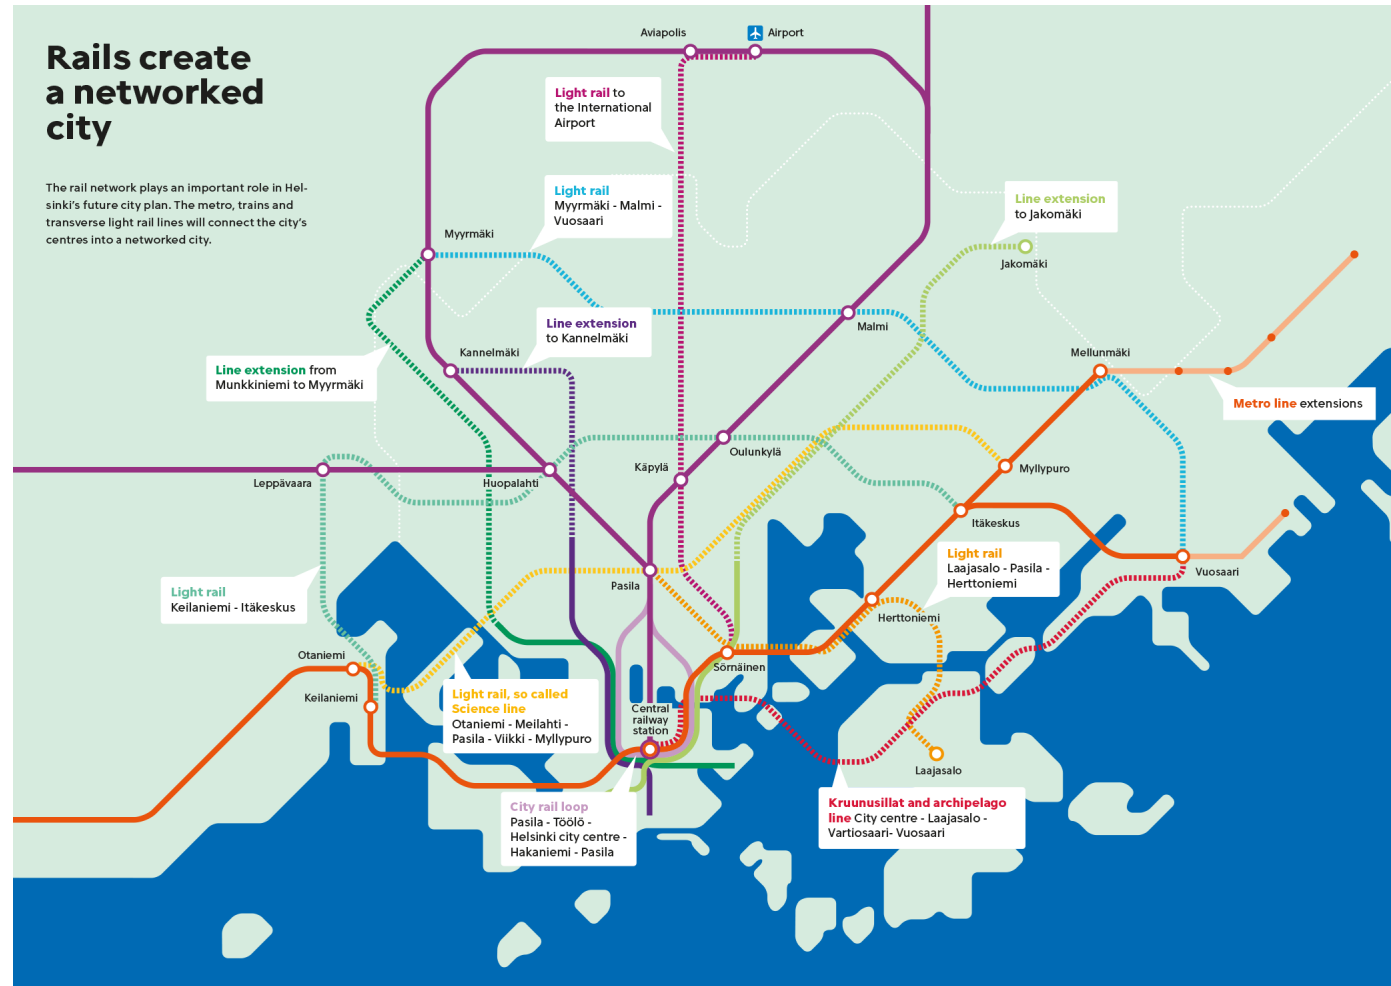 Rails create
a networked
city
The rail network plays an important role in Hel-
sinki's future city plan. The metro, trains and
transverse light rail lines will connect the city's
centres into a networked city.
Aviapolis
Airport
Light rail to
the International
Airport
Light rail
Myyrmäki - Malmi -
Vuosaari
Line extension
to Jakomäki
Myyrmäki
Jakomäki
Line extension
to Kannelmäki
Malmi
Kannelmäki
Mellunmäki
Line extension from
Munkkiniemi to Myyrmäki
Metro line extensions
Oulunkylä
Käpylä
Myllypuro
Leppävaara
Huopalahti
Itäkeskus
Light rail
Laajasalo - Pasila -
Herttoniemi
Pasila
Vuosaari
Light rail
Keilaniemi - Itäkeskus
Herttoniemi
Otaniemi
Sörnäinen
Keilaniemi
Light rail, so called
Science line
Otaniemi - Meilahti -
Pasila - Viikki - Myllypuro
Central
railway
station
Laajasalo
City rail loop
Pasila - Töölö -
Helsinki city centre -
Hakaniemi - Pasila
Kruunusillat and archipelago
line City centre - Laajasalo -
Vartiosaari- Vuosaari